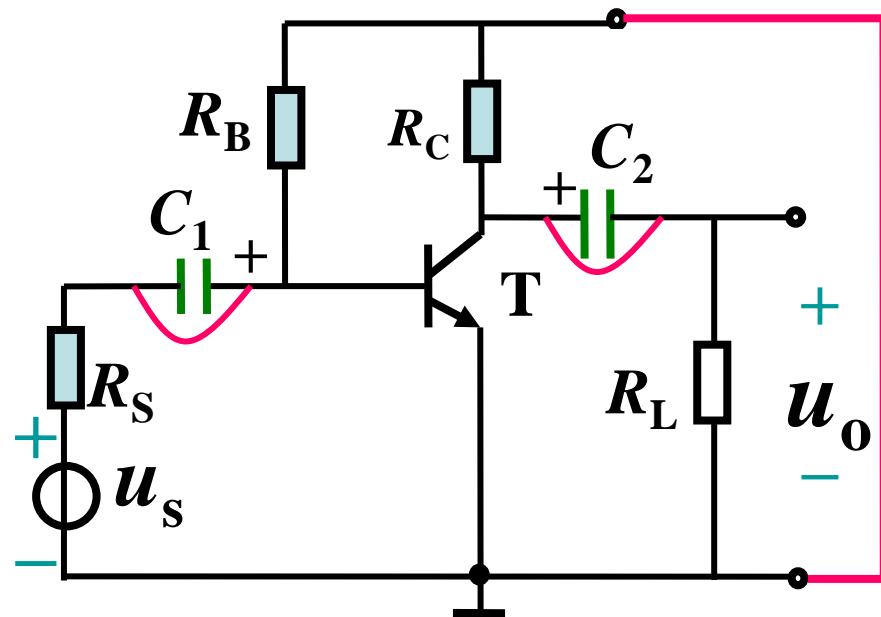 R_B
R_C
C_2
+
C_1
+
T
+
R_S
R_L
u_o
+
u_s
−
−